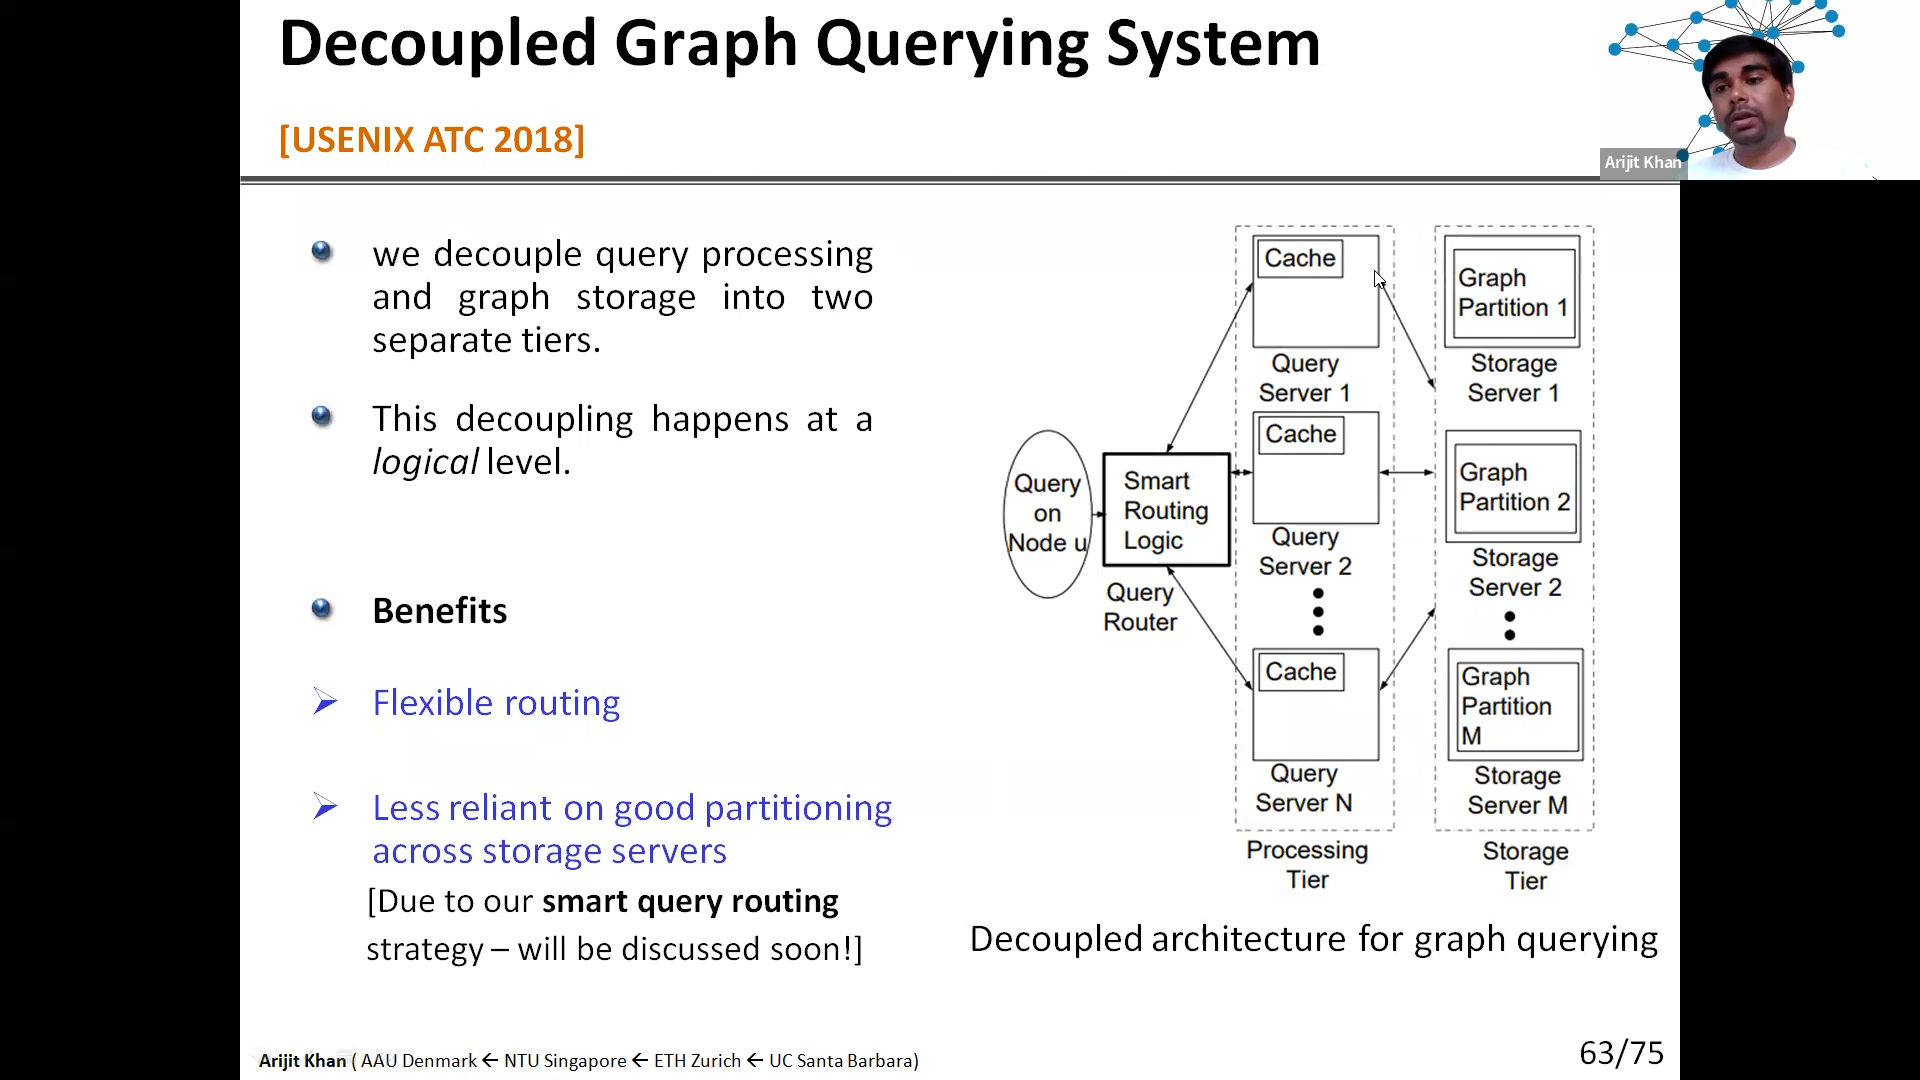 Decoupled Graph Querying System
[USENIX ATC 2018]
Arijit Khan
we decouple query processing
and graph storage into two
separate tiers.
This decoupling happens at a
logical level.
Benefits
Flexible routing
Less reliant on good partitioning
across storage servers
[Due to our smart query routing
strategy – will be discussed soon!]
Query
on
Node u
Smart
Routing
Logic
Query
Router
Cache
Query
Server 1
Cache
Query
Server 2
Cache
Query
Server N
Processing
Tier
Graph
Partition 1
Storage
Server 1
Graph
Partition 2
Storage
Server 2
Graph
Partition
M
Storage
Server M
Storage
Tier
Decoupled architecture for graph querying
Arijit Khan ( AAU Denmark ← NTU Singapore ← ETH Zurich ← UC Santa Barbara)
63/75